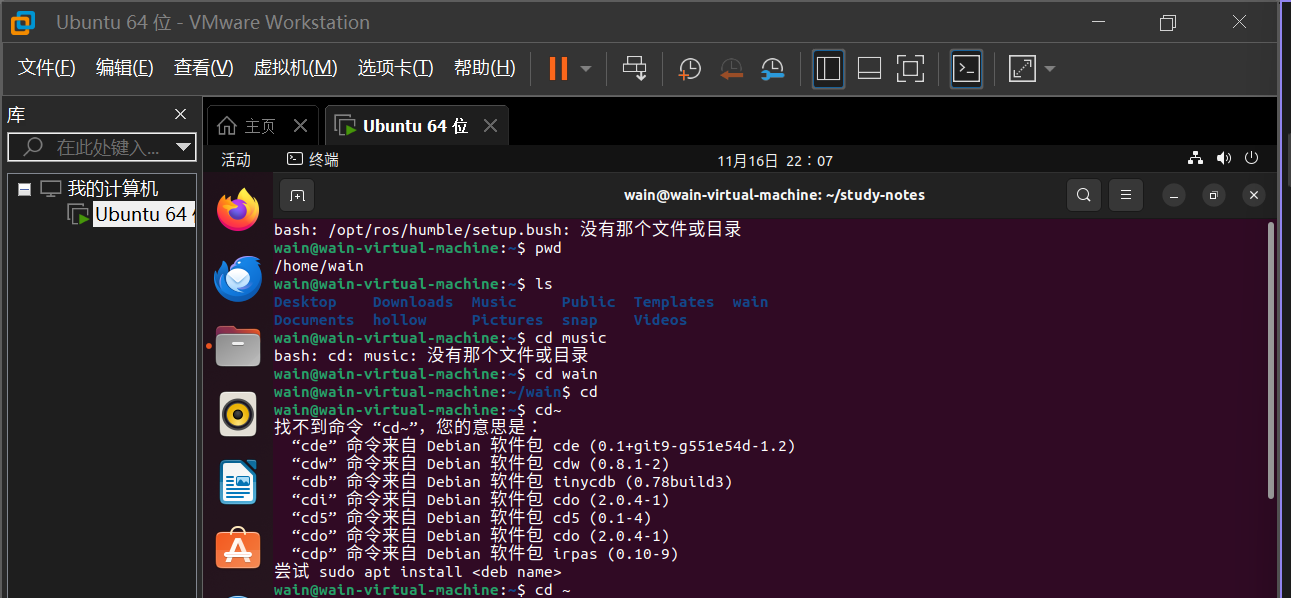 Ubuntu 64 位 - VMware Workstation
文件(F) 编辑(E) 查看(V) 虚拟机(M) 选项卡(T) 帮助(H)
库
在此处键入...
我的计算机
Ubuntu 64
主页 Ubuntu 64 位
活动 终端 11月16日 22：07
wain@wain-virtual-machine: ~/study-notes
bash: /opt/ros/humble/setup.bush: 没有那个文件或目录
wain@wain-virtual-machine:~$ pwd
/home/wain
wain@wain-virtual-machine:~$ ls
Desktop Downloads Music Public Templates wain
Documents hollow Pictures snap Videos
wain@wain-virtual-machine:~$ cd music
bash: cd: music: 没有那个文件或目录
wain@wain-virtual-machine:~$ cd wain
wain@wain-virtual-machine:~/wain$ cd
wain@wain-virtual-machine:~$ cd~
找不到命令 “cd~”，您的意思是：
“cde” 命令来自 Debian 软件包 cde (0.1+git9-g551e54d-1.2)
“cdw” 命令来自 Debian 软件包 cdw (0.8.1-2)
“cdb” 命令来自 Debian 软件包 tinycdb (0.78build3)
“cdi” 命令来自 Debian 软件包 cdo (2.0.4-1)
“cd5” 命令来自 Debian 软件包 cd5 (0.1-4)
“cdo” 命令来自 Debian 软件包 cdo (2.0.4-1)
“cdp” 命令来自 Debian 软件包 irpas (0.10-9)
尝试 sudo apt install <deb name>
wain@wain-virtual-machine:~$ cd ~